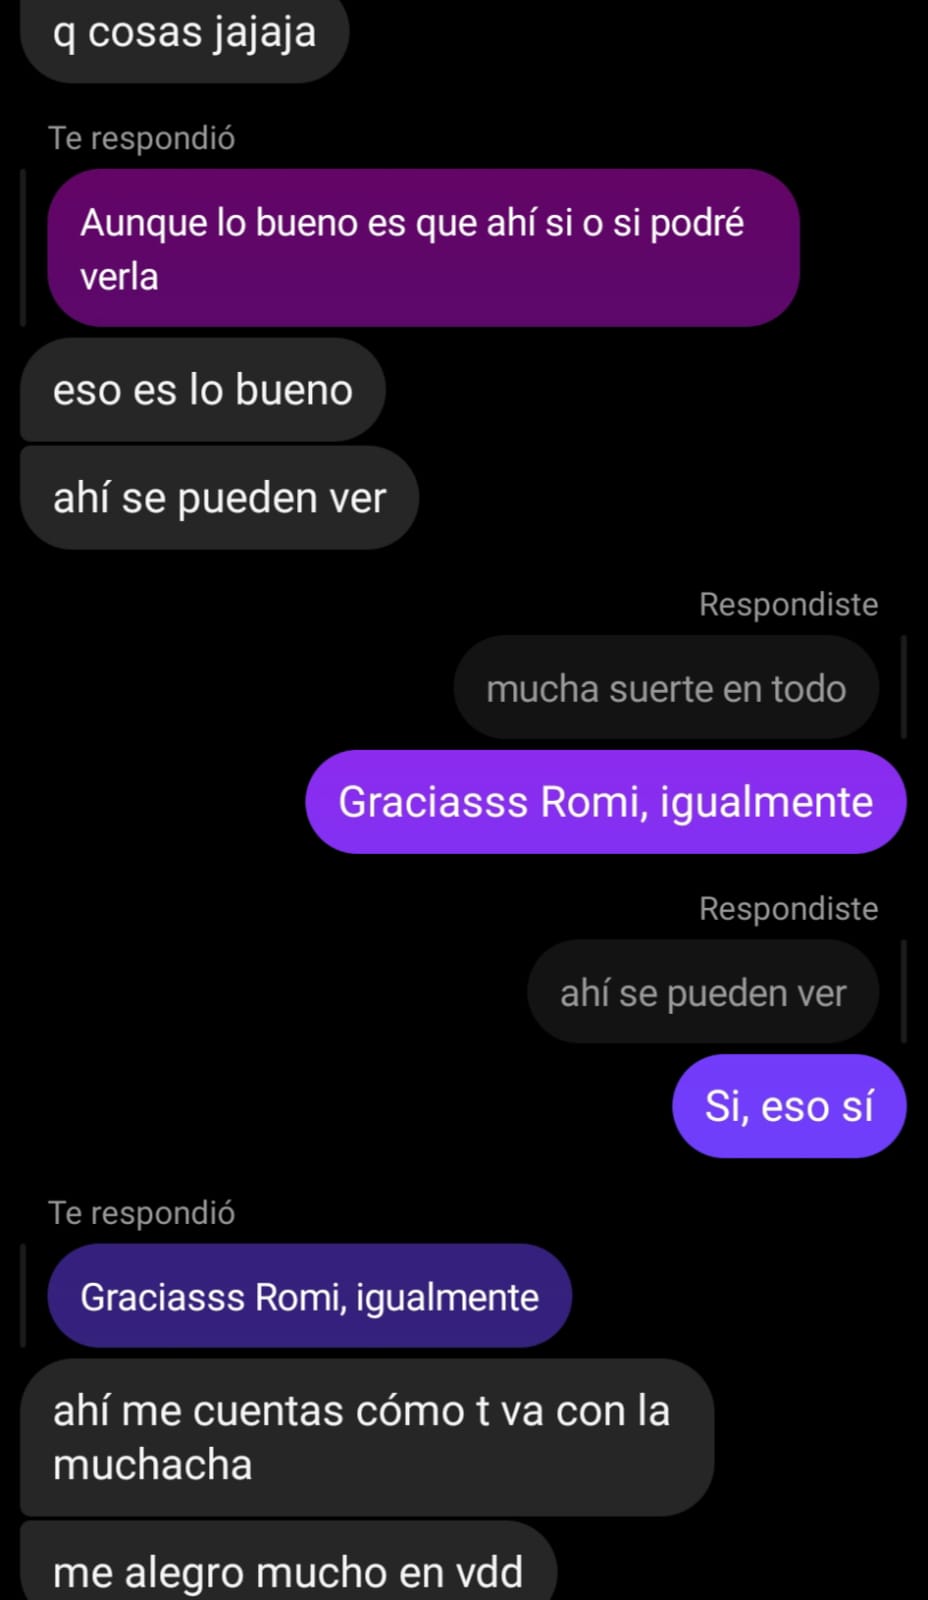 q cosas jajaja
Te respondió
Aunque lo bueno es que ahí si o si podré
verla
eso es lo bueno
ahí se pueden ver
Respondiste
mucha suerte en todo
Graciasss Romi, igualmente
Respondiste
ahí se pueden ver
Si, eso sí
Te respondió
Graciasss Romi, igualmente
ahí me cuentas cómo t va con la
muchacha
me alegro mucho en vdd